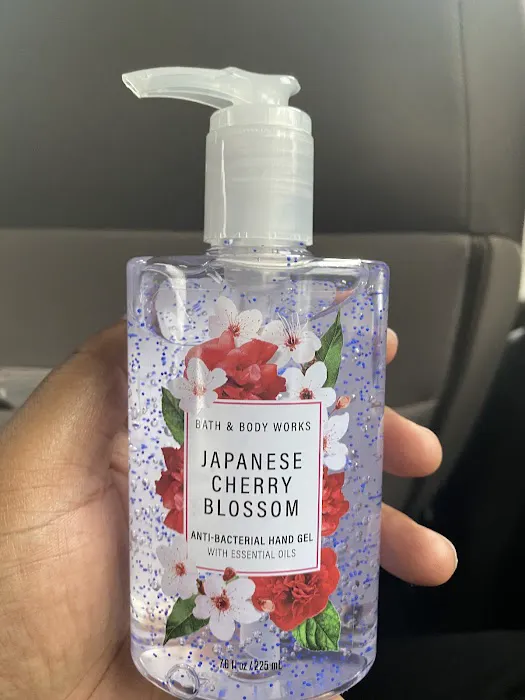 BATH & BODY WORKS
JAPANESE
CHERRY
BLOSSOM
ANTI-BACTERIAL HAND GEL
WITH ESSENTIAL OILS
7.6 fl oz / 225 mL